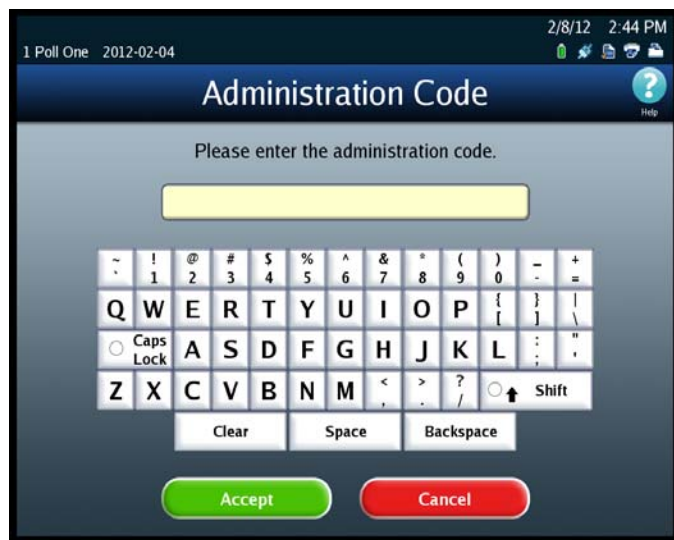 2/8/12 2:44 PM
1 Poll One 2012-02-04
Administration Code
Help
Please enter the administration code.
~ ! @ # $ % ^ & * ( ) _ +
` 1 2 3 4 5 6 7 8 9 0 - =
Q W E R T Y U I O P { } |
[ ] \
Caps Lock A S D F G H J K L : "
; '
Z X C V B N M < > ? Shift
, . /
Clear Space Backspace
Accept Cancel